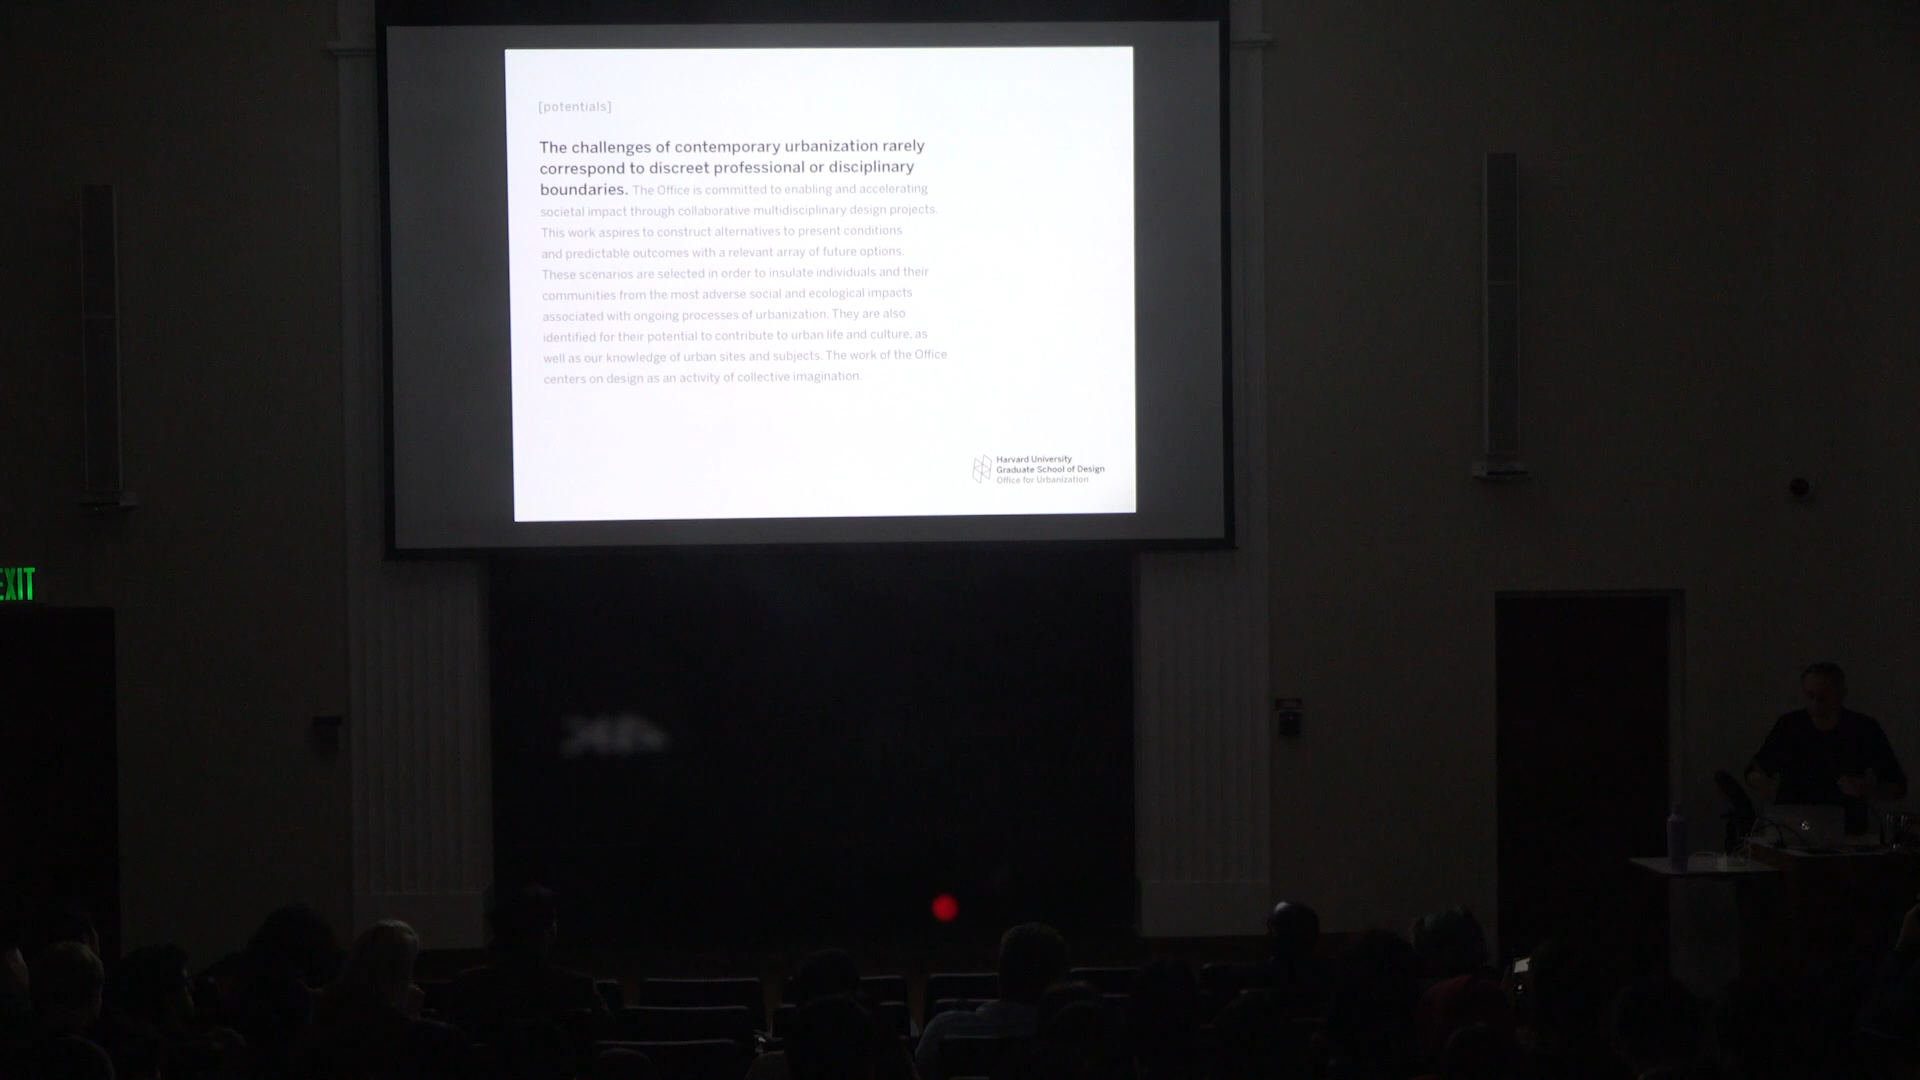 [potentials]
The challenges of contemporary urbanization rarely
correspond to discreet professional or disciplinary
boundaries. The Office is committed to enabling and accelerating
societal impact through collaborative multidisciplinary design projects.
This work aspires to construct alternatives to present conditions
and predictable outcomes with a relevant array of future options.
These scenarios are selected in order to insulate individuals and their
communities from the most adverse social and ecological impacts
associated with ongoing processes of urbanization. They are also
identified for their potential to contribute to urban life and culture, as
well as our knowledge of urban sites and subjects. The work of the Office
centers on design as an activity of collective imagination.
Harvard University
Graduate School of Design
Office for Urbanization
EXIT